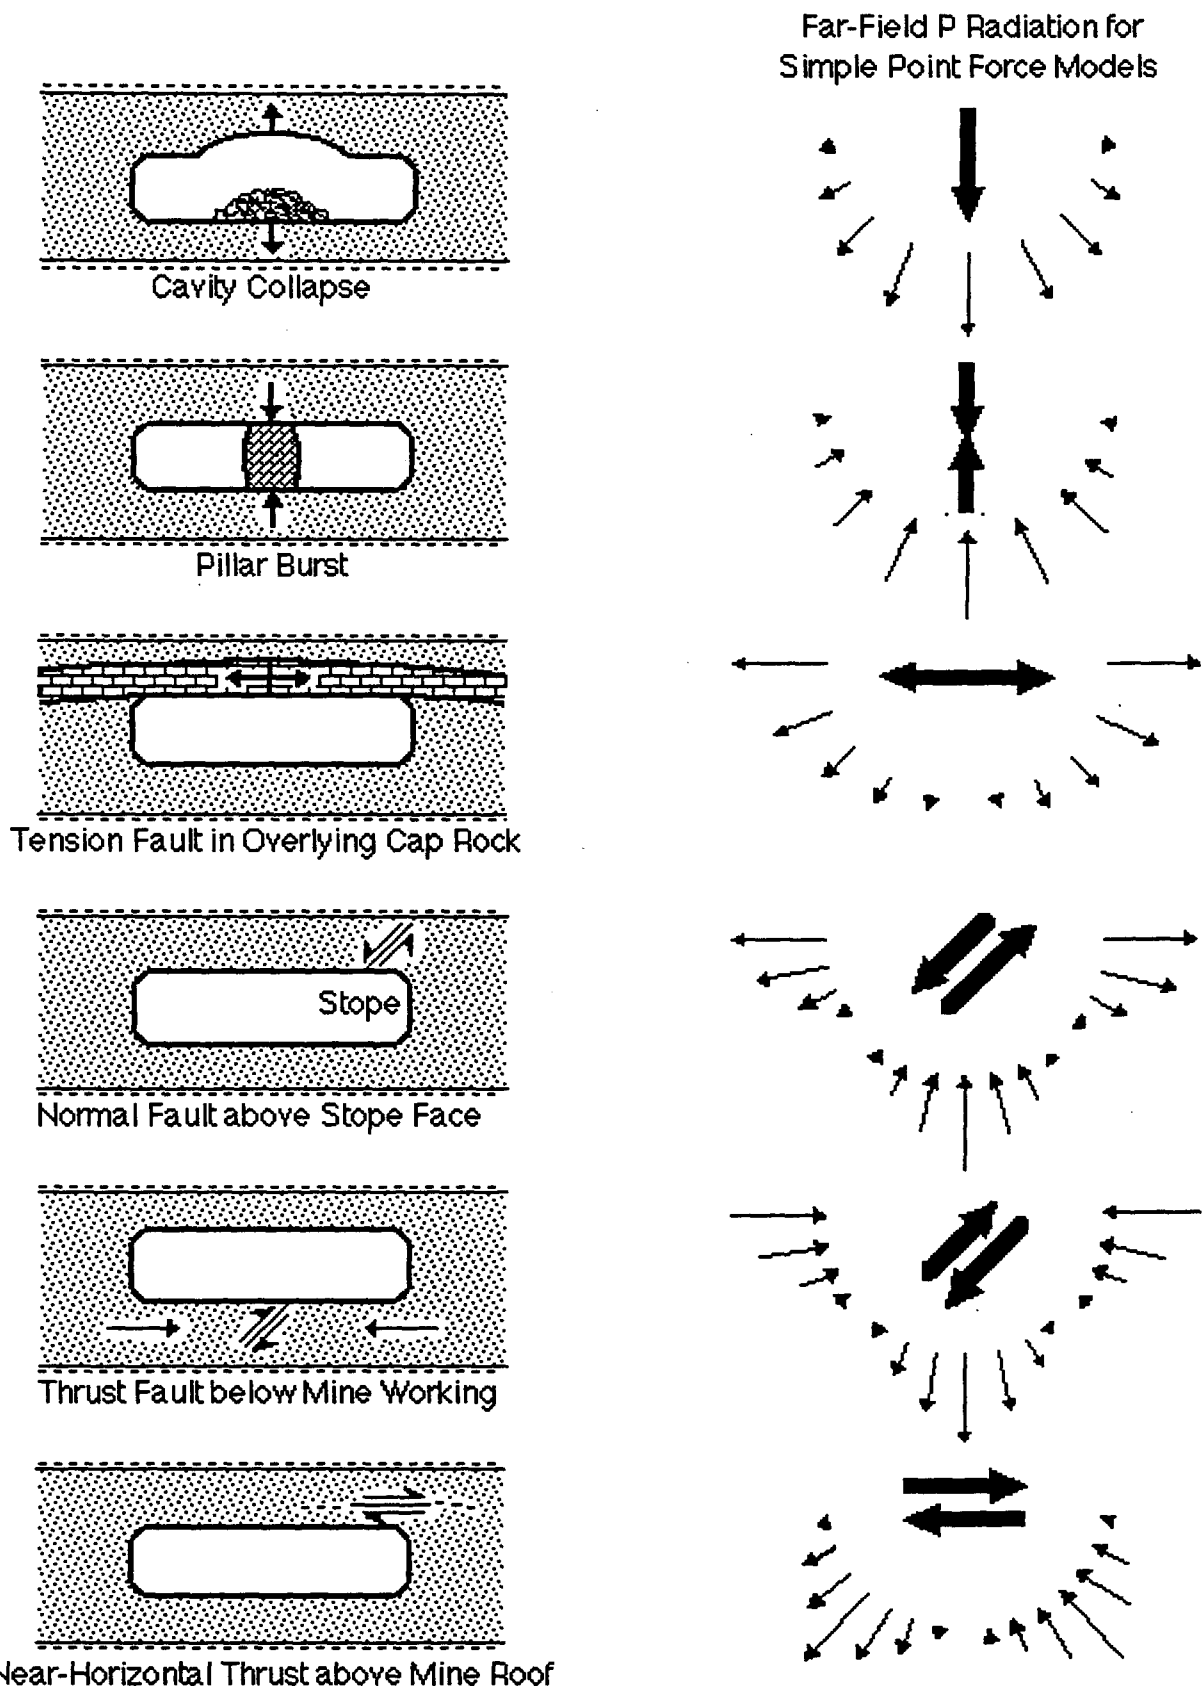 Far-Field P Radiation for
Simple Point Force Models
Cavity Collapse
Pillar Burst
Tension Fault in Overlying Cap Rock
Stope
Normal Fault above Stope Face
Thrust Fault below Mine Working
Near-Horizontal Thrust above Mine Roof